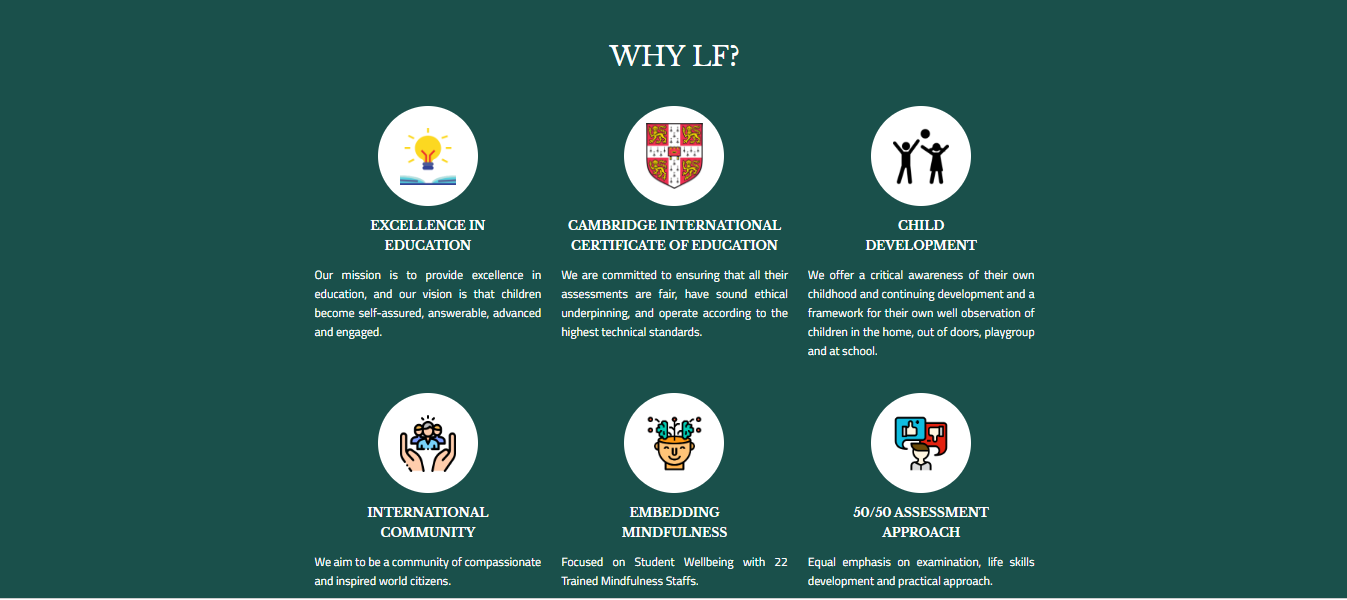 WHY LF?
EXCELLENCE IN
EDUCATION
Our mission is to provide excellence in
education, and our vision is that children
become self-assured, answerable, advanced
and engaged.
CAMBRIDGE INTERNATIONAL
CERTIFICATE OF EDUCATION
We are committed to ensuring that all their
assessments are fair, have sound ethical
underpinning, and operate according to the
highest technical standards.
CHILD
DEVELOPMENT
We offer a critical awareness of their own
childhood and continuing development and a
framework for their own well observation of
children in the home, out of doors, playgroup
and at school.
INTERNATIONAL
COMMUNITY
We aim to be a community of compassionate
and inspired world citizens.
EMBEDDING
MINDFULNESS
Focused on Student Wellbeing with 22
Trained Mindfulness Staffs.
50/50 ASSESSMENT
APPROACH
Equal emphasis on examination, life skills
development and practical approach.